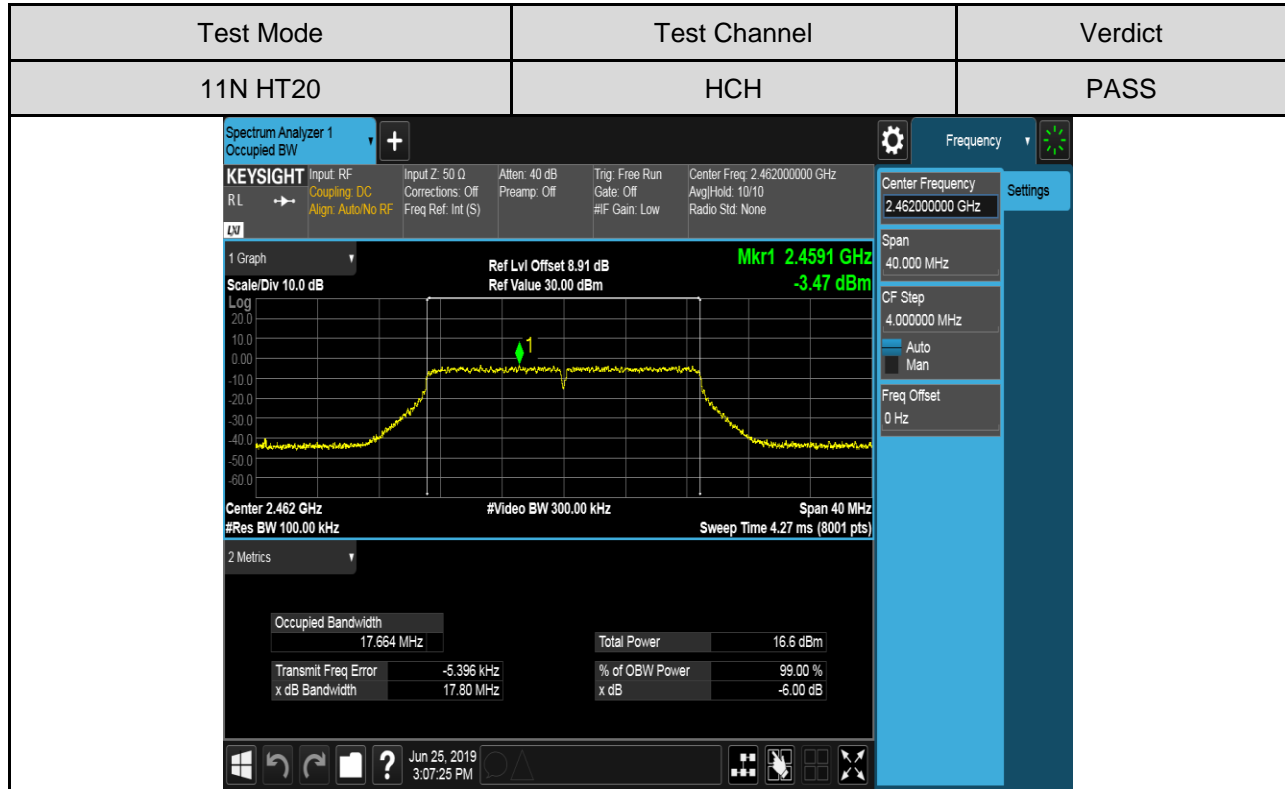 Test Mode Test Channel Verdict
11N HT20 HCH PASS
Spectrum Analyzer 1
Occupied BW
+
Frequency
KEYSIGHT
RL
LXI
Input: RF
Coupling: DC
Align: Auto/No RF
Input Z: 50 Ω
Corrections: Off
Freq Ref: Int (S)
Atten: 40 dB
Preamp: Off
Trig: Free Run
Gate: Off
#IF Gain: Low
Center Freq: 2.462000000 GHz
Avg|Hold: 10/10
Radio Std: None
Center Frequency
2.462000000 GHz
Settings
Span
40.000 MHz
CF Step
4.000000 MHz
Auto
Man
Freq Offset
0 Hz
1 Graph
Scale/Div 10.0 dB
Ref Lvl Offset 8.91 dB
Ref Value 30.00 dBm
Mkr1 2.4591 GHz
-3.47 dBm
Log
20.0
10.0
0.00
-10.0
-20.0
-30.0
-40.0
-50.0
-60.0
1
Center 2.462 GHz
#Res BW 100.00 kHz
#Video BW 300.00 kHz
Span 40 MHz
Sweep Time 4.27 ms (8001 pts)
2 Metrics
Occupied Bandwidth
17.664 MHz
Total Power 16.6 dBm
Transmit Freq Error -5.396 kHz
% of OBW Power 99.00 %
x dB Bandwidth 17.80 MHz
x dB -6.00 dB
?
Jun 25, 2019
3:07:25 PM